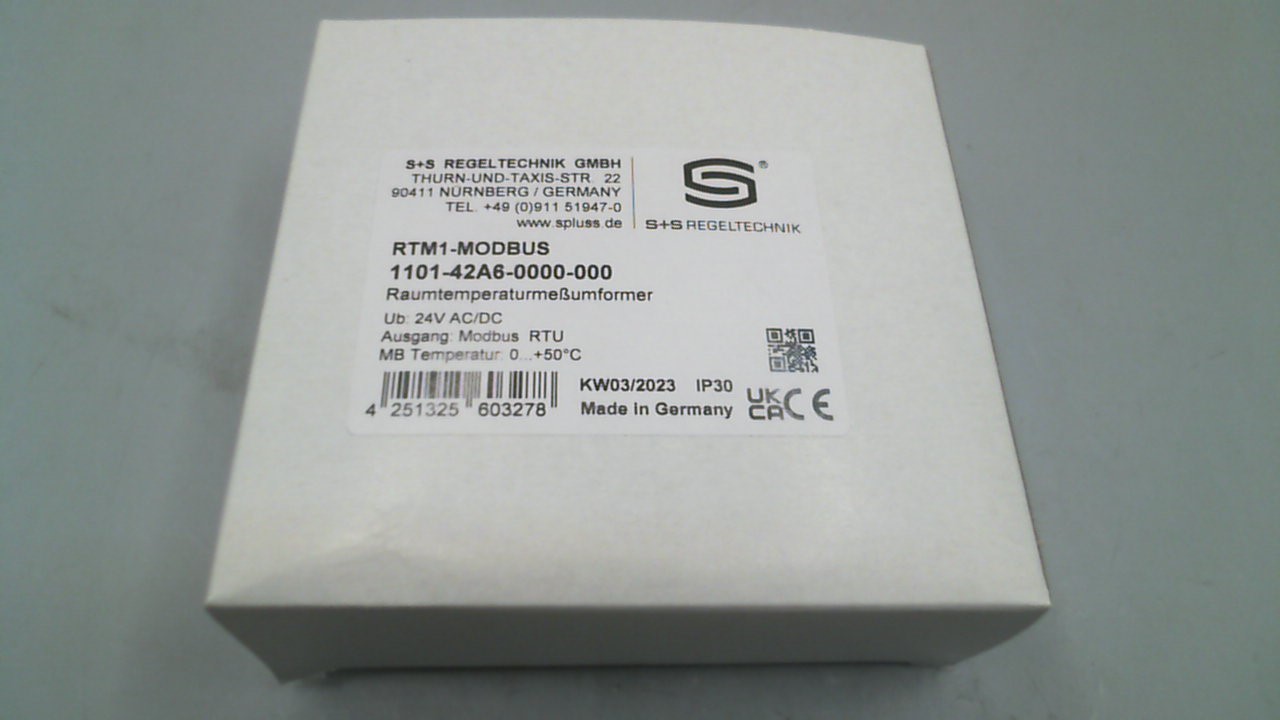 S+S REGELTECHNIK GMBH
THURN-UND-TAXIS-STR. 22
90411 NÜRNBERG / GERMANY
TEL. +49 (0)911 51947-0
www.spluss.de
S ®
S+S REGELTECHNIK
RTM1-MODBUS
1101-42A6-0000-000
Raumtemperaturmeßumformer
Ub: 24V AC/DC
Ausgang: Modbus RTU
MB Temperatur: 0...+50°C
KW03/2023 IP30
4 251325 603278
Made in Germany
UK CA CE